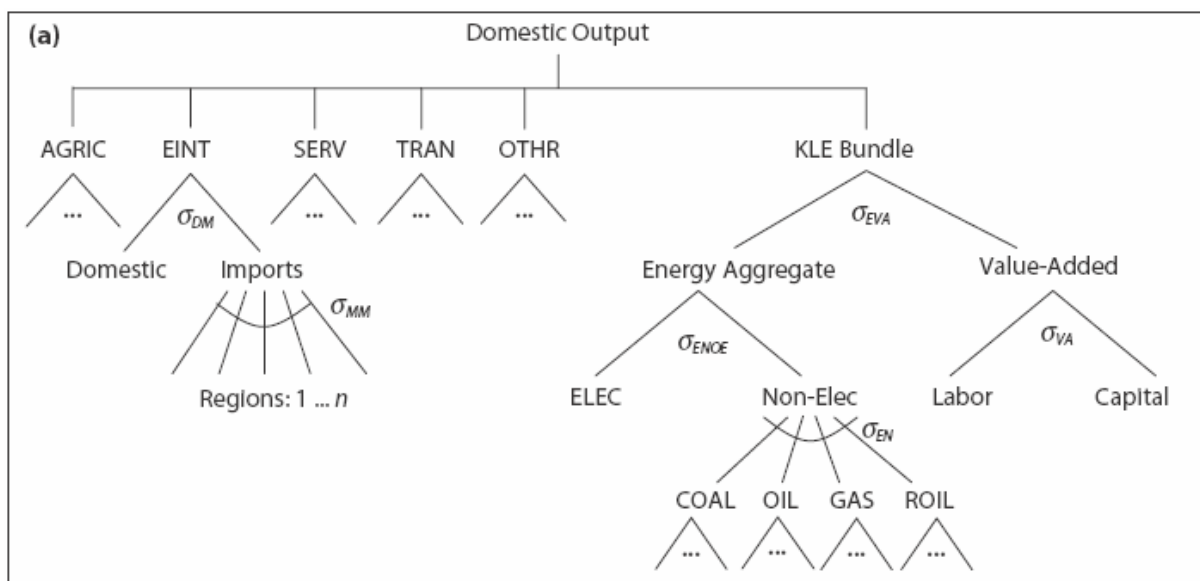 (a)
Domestic Output
AGRIC EINT SERV TRAN OTHR KLE Bundle
... σDM ... ... ... σEVA
Domestic Imports Energy Aggregate Value-Added
σMM σENOE σVA
Regions: 1 ... n ELEC Non-Elec Labor Capital
σEN
COAL OIL GAS ROIL
... ... ... ...